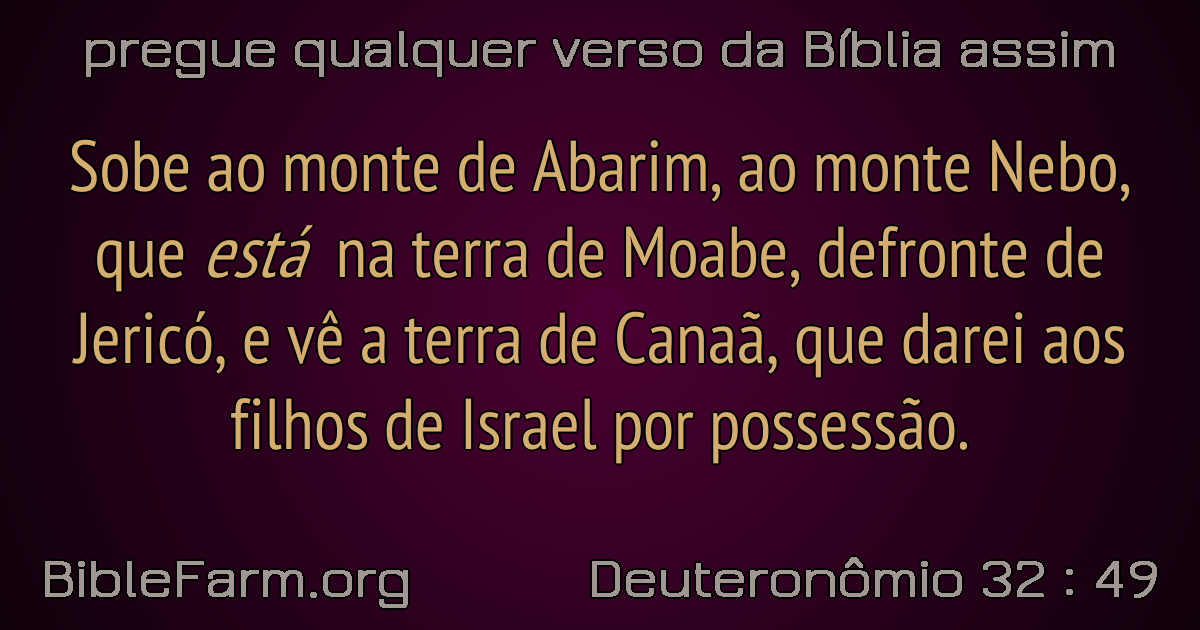 pregue qualquer verso da Bíblia assim
Sobe ao monte de Abarim, ao monte Nebo,
que está na terra de Moabe, defronte de
Jericó, e vê a terra de Canaã, que darei aos
filhos de Israel por possessão.
BibleFarm.org
Deuteronômio 32 : 49